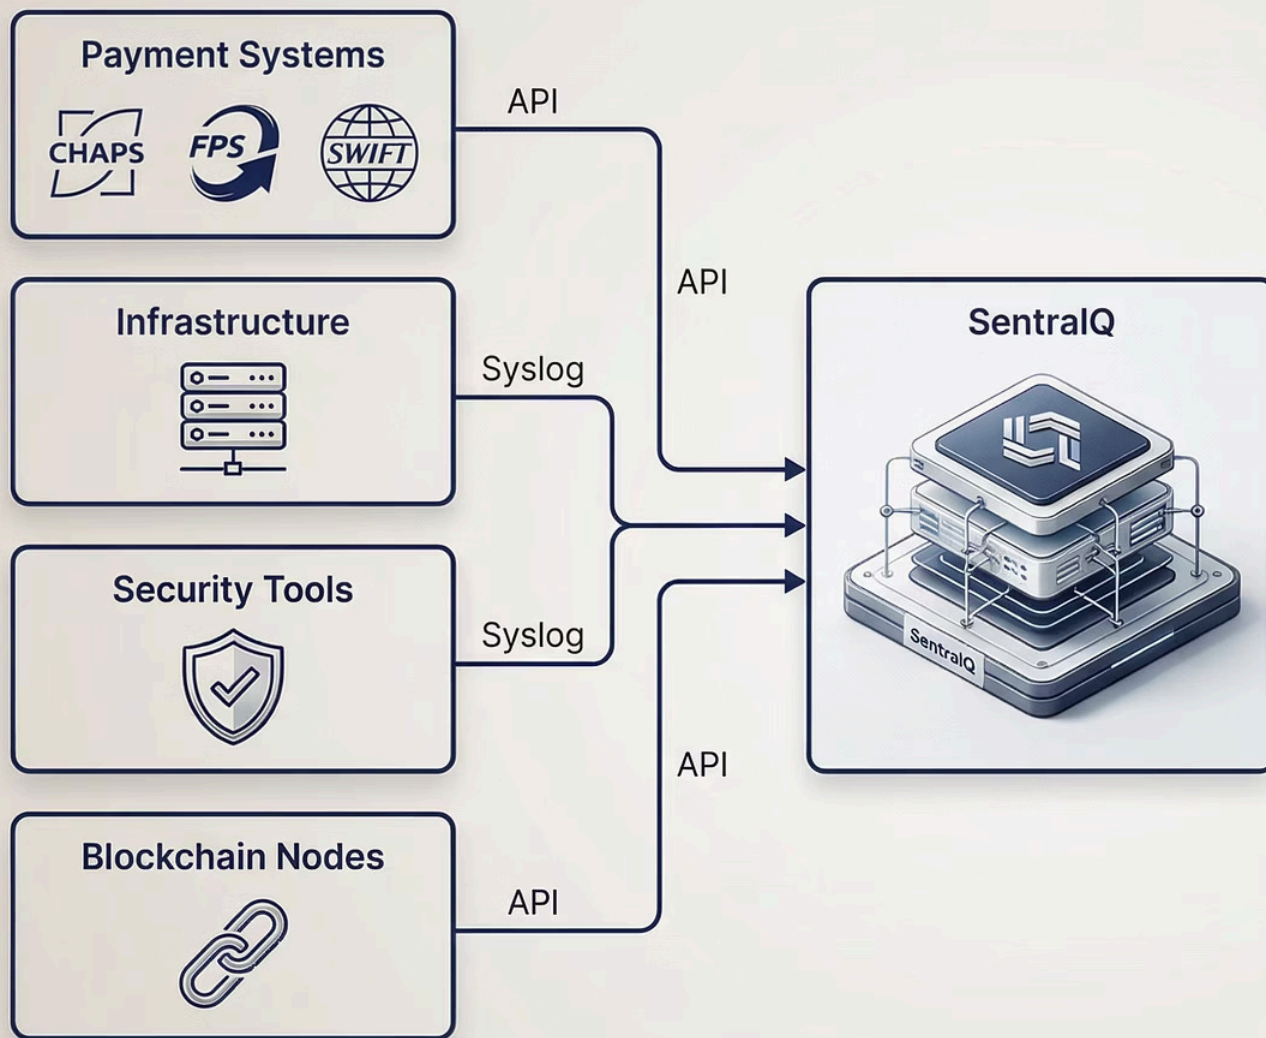 Payment Systems
CHAPS
FPS
SWIFT
API
API
Infrastructure
Syslog
SentralQ
SentralQ
Security Tools
Syslog
API
Blockchain Nodes
API